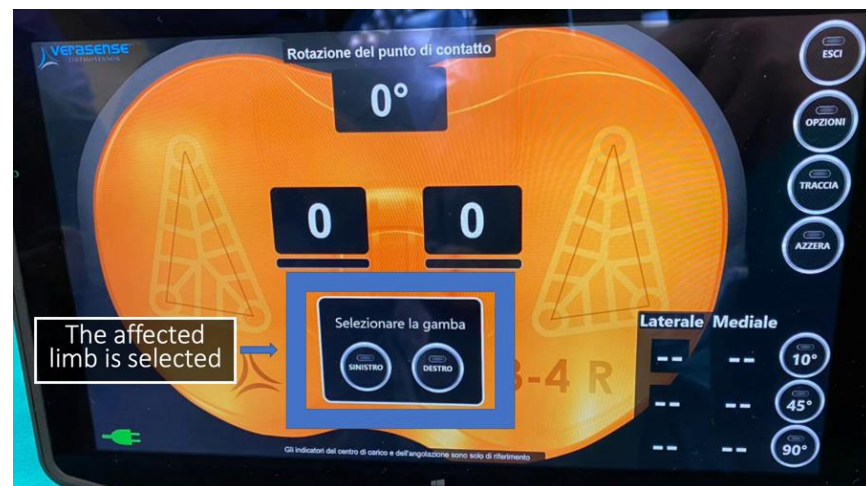 VERASENSE
ORTHOSENSOR
Rotazione del punto di contatto
0°
0
0
Selezionare la gamba
SINISTRO
DESTRO
The affected
limb is selected
3-4 R
ESCI
OPZIONI
TRACCIA
AZZERA
Laterale Mediale
-- -- 10°
-- -- 45°
-- -- 90°
Gli indicatori del centro di carico e dell'angolazione sono solo di riferimento